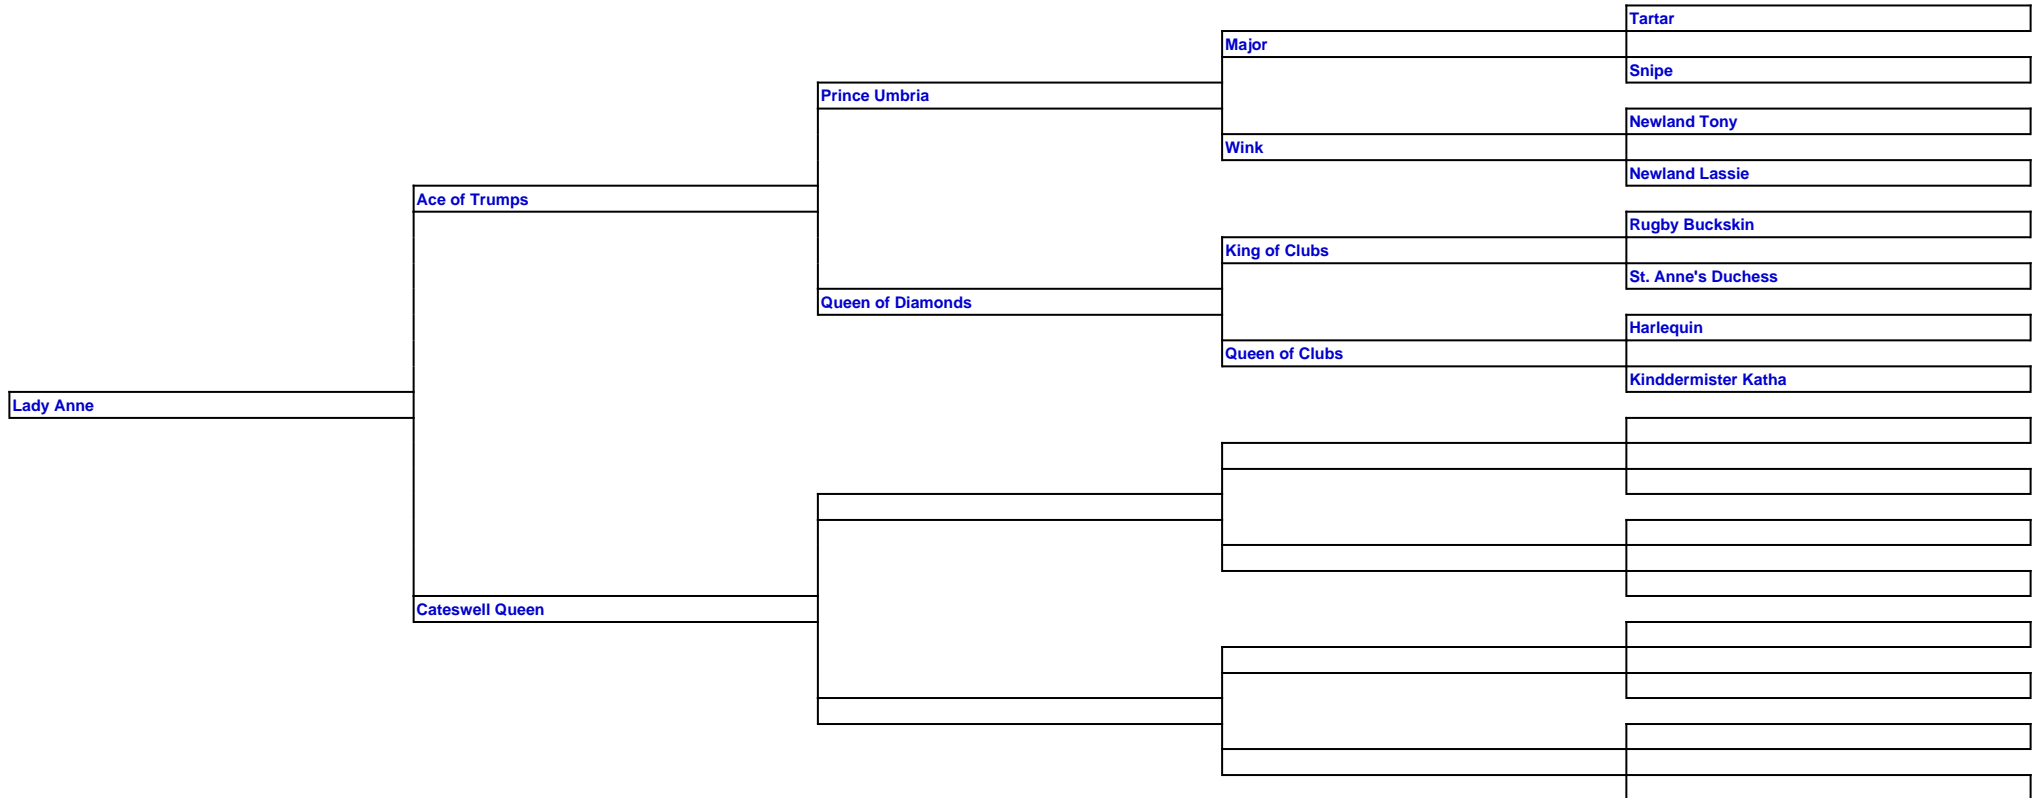 Tartar
Major
Snipe
Prince Umbria
Newland Tony
Wink
Newland Lassie
Ace of Trumps
Rugby Buckskin
King of Clubs
St. Anne's Duchess
Queen of Diamonds
Harlequin
Queen of Clubs
Kinddermister Katha
Lady Anne
Cateswell Queen